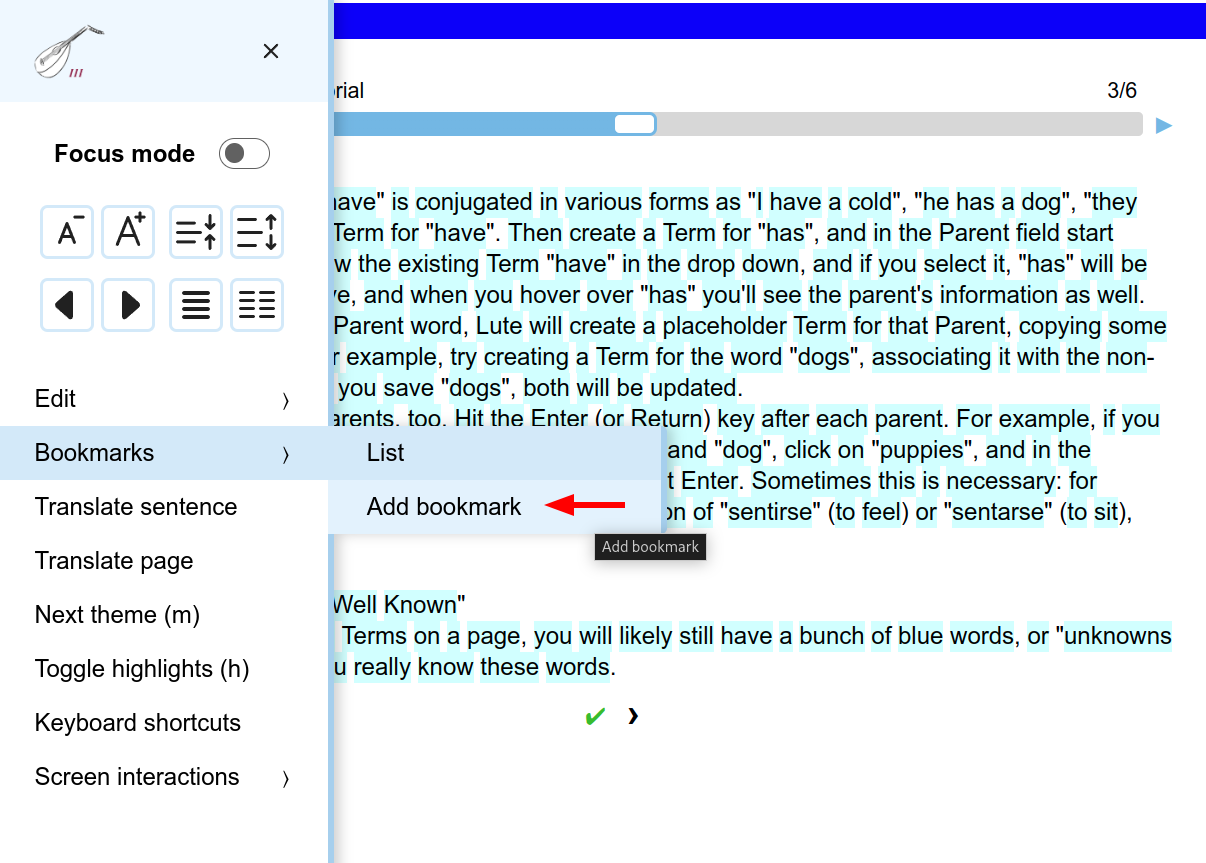 Focus mode
A- A+
Edit
Bookmarks
Translate sentence
Translate page
Next theme (m)
Toggle highlights (h)
Keyboard shortcuts
Screen interactions
List
Add bookmark
Add bookmark
rial
3/6
have" is conjugated in various forms as "I have a cold", "he has a dog", "they
Term for "have". Then create a Term for "has", and in the Parent field start
w the existing Term "have" in the drop down, and if you select it, "has" will be
e, and when you hover over "has" you'll see the parent's information as well.
Parent word, Lute will create a placeholder Term for that Parent, copying some
r example, try creating a Term for the word "dogs", associating it with the non-
you save "dogs", both will be updated.
arents, too. Hit the Enter (or Return) key after each parent. For example, if you
and "dog", click on "puppies", and in the
t Enter. Sometimes this is necessary: for
on of "sentirse" (to feel) or "sentarse" (to sit),
Well Known"
Terms on a page, you will likely still have a bunch of blue words, or "unknowns
u really know these words.